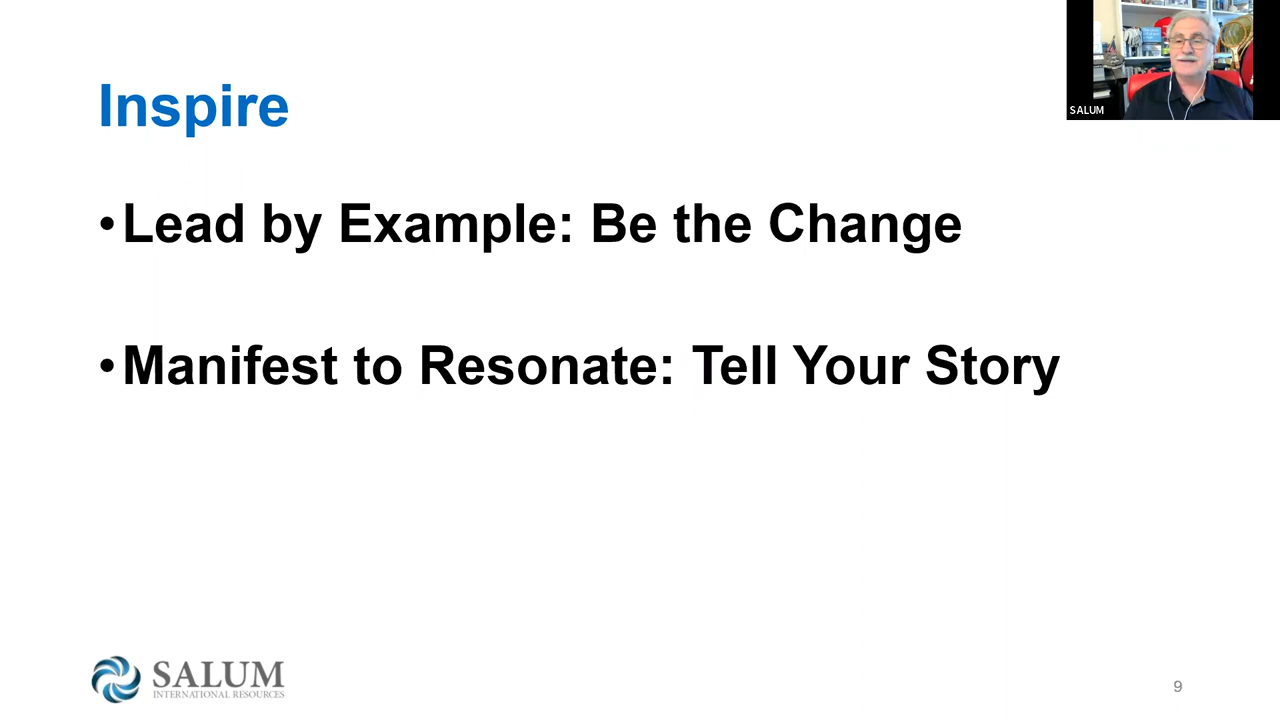 SALUM
Inspire
•Lead by Example: Be the Change
•Manifest to Resonate: Tell Your Story
SALUM
INTERNATIONAL RESOURCES
9